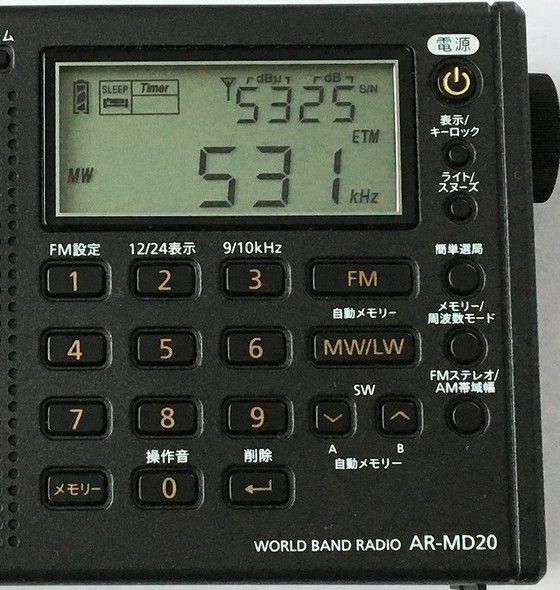 ム
電源
SLEEP Timer dBμ dB
5325 S/N
表示/
キーロック
ETM
MW 531 kHz
ライト/
スヌーズ
FM設定 12/24表示 9/10kHz 簡単選局
1 2 3 FM
自動メモリー メモリー/
周波数モード
4 5 6 MW/LW
FMステレオ/
AM帯域幅
SW
7 8 9
A B
操作音 削除 自動メモリー
メモリー 0
WORLD BAND RADIO AR-MD20